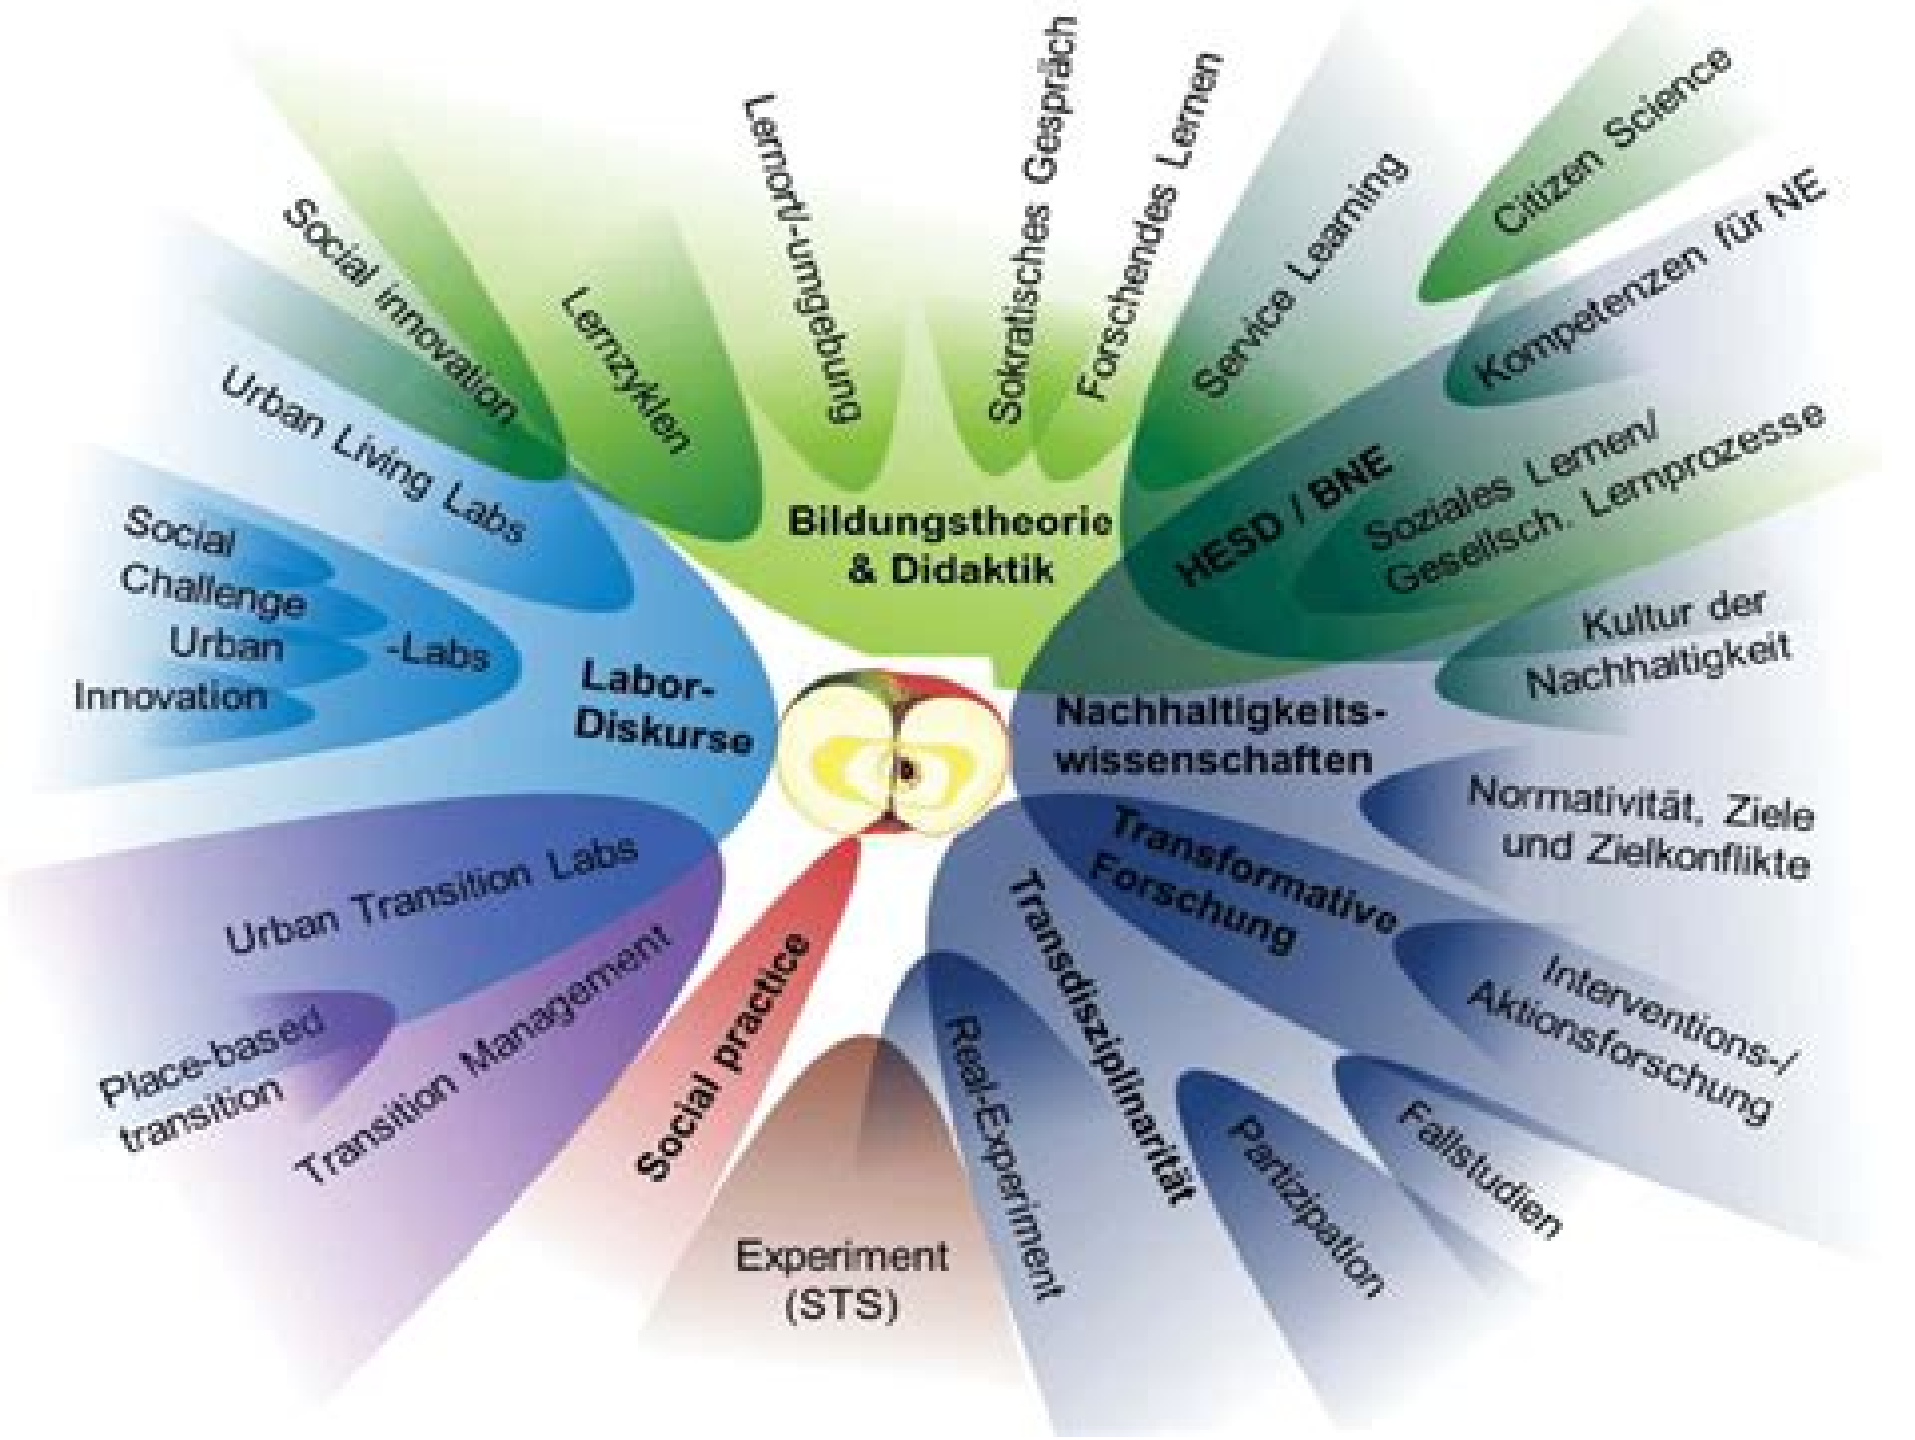 Sokratisches Gespräch
Forschendes Lernen
Citizen Science
Lernort/-umgebung
Service Learning
Kompetenzen für NE
Social innovation
Lernzyklen
Urban Living Labs
Soziales Lernen/
Gesellsch. Lernprozesse
HESD / BNE
Bildungstheorie
& Didaktik
Social
Challenge
Urban
Innovation
-Labs
Kultur der
Nachhaltigkeit
Labor-
Diskurse
Nachhaltigkeits-
wissenschaften
Normativität, Ziele
und Zielkonflikte
Transformative
Forschung
Urban Transition Labs
Transdisziplinarität
Interventions-/
Aktionsforschung
Place-based
transition
Transition Management
Social practice
Real-Experiment
Partizipation
Fallstudien
Experiment
(STS)